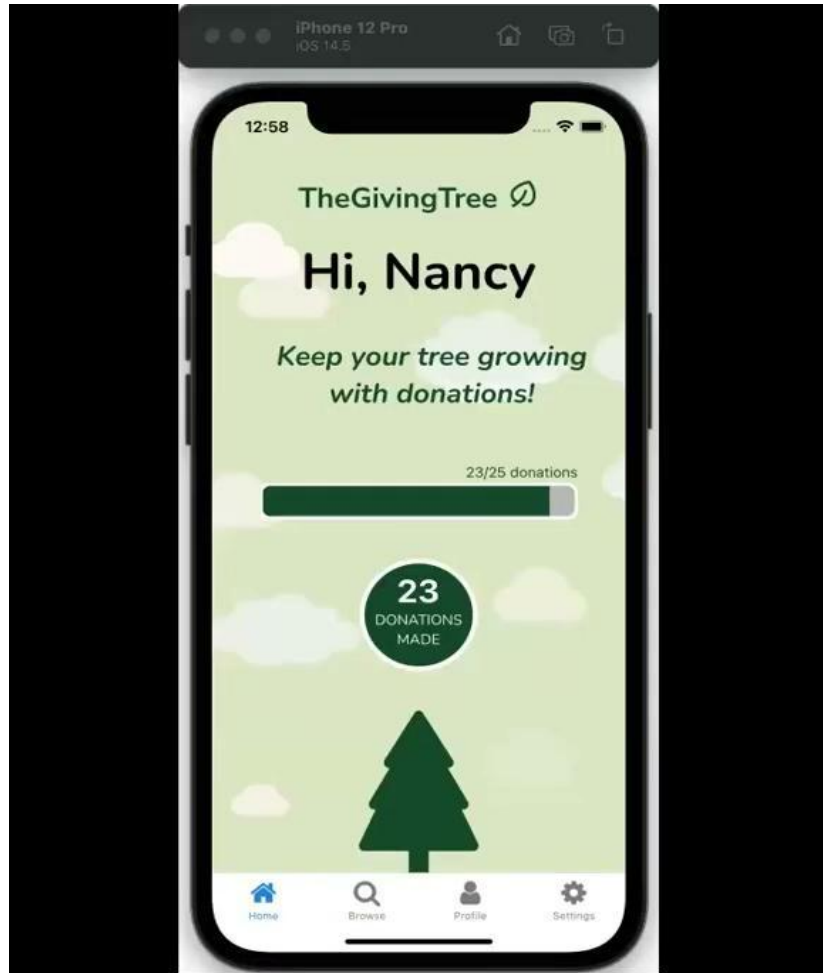 iPhone 12 Pro
iOS 14.5
12:58
TheGivingTree
Hi, Nancy
Keep your tree growing
with donations!
23/25 donations
23
DONATIONS
MADE
Home
Browse
Profile
Settings